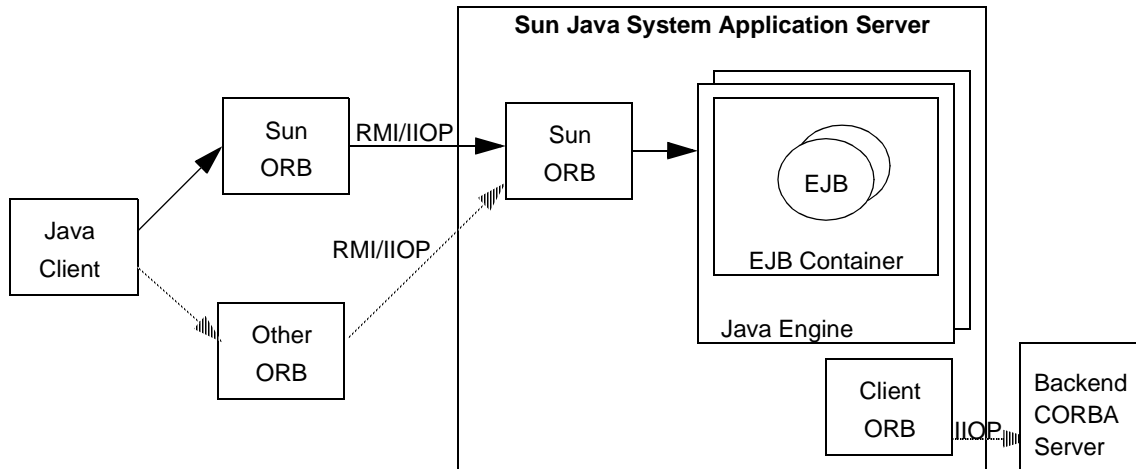 Sun Java System Application Server
Sun
ORB
RMI/IIOP
Sun
ORB
EJB
EJB Container
Java Engine
Java
Client
RMI/IIOP
Other
ORB
Client
ORB
IIOP
Backend
CORBA
Server